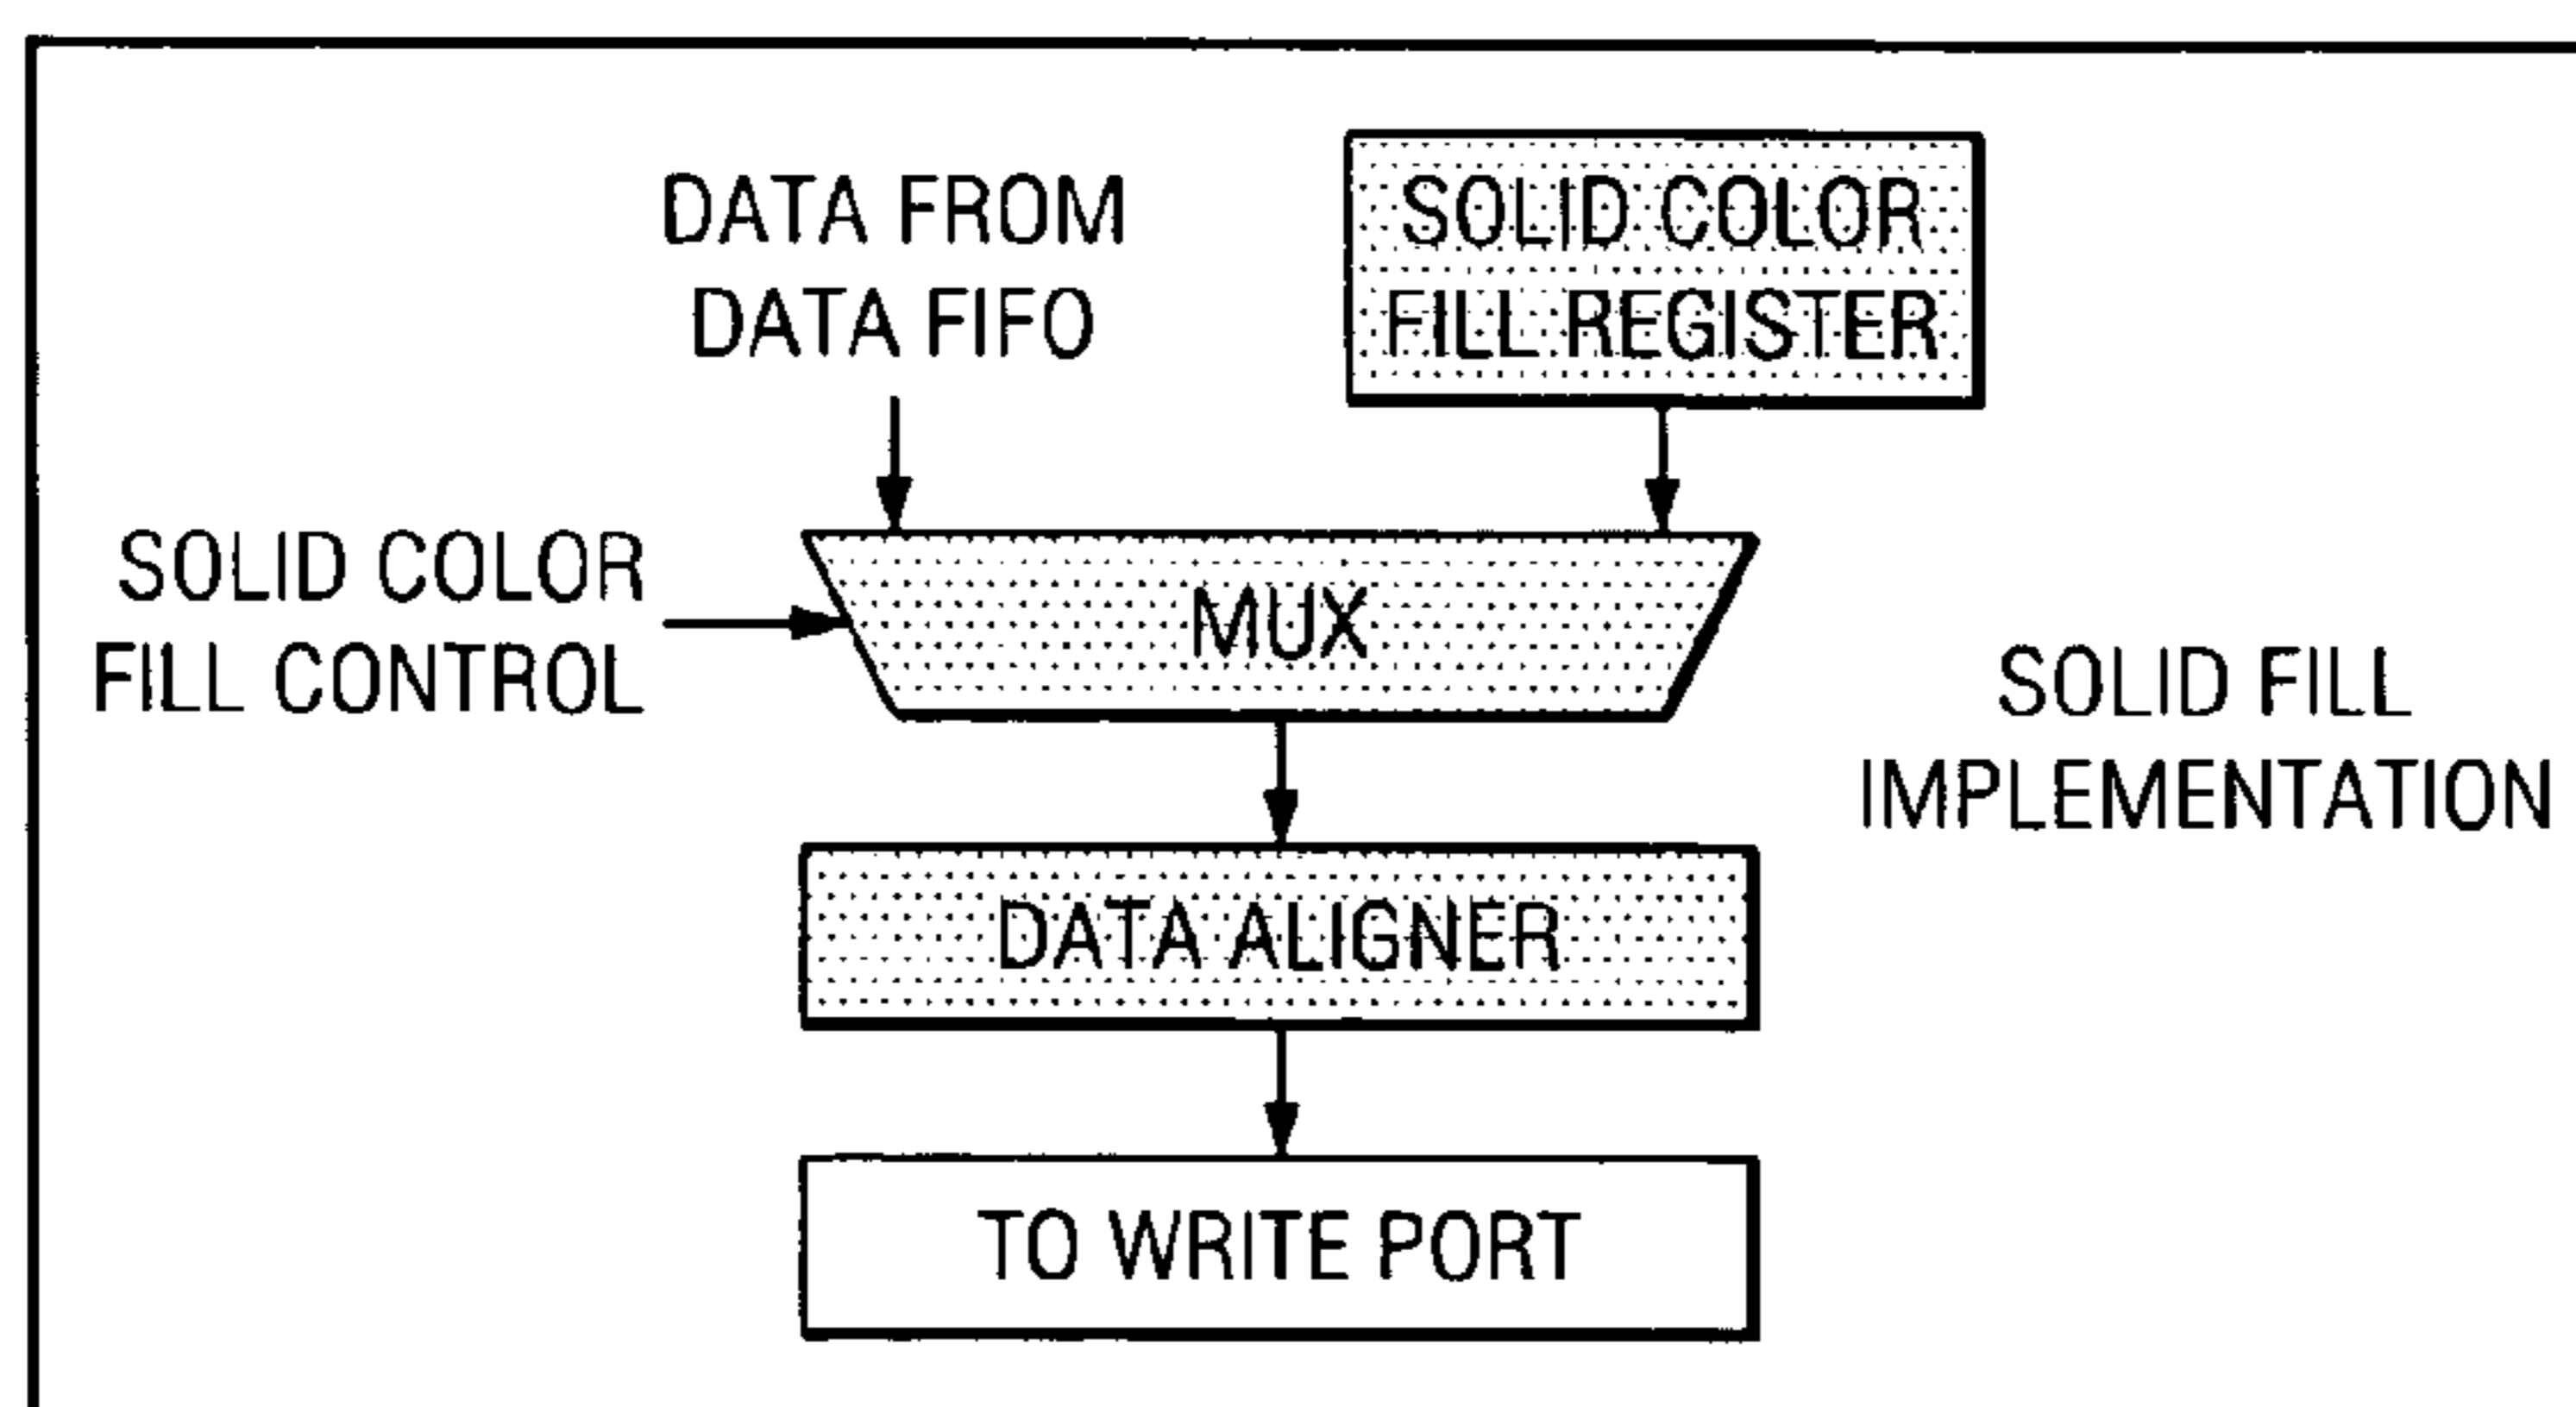 DATA FROM
DATA FIFO
SOLID COLOR
FILL REGISTER
SOLID COLOR
FILL CONTROL
MUX
SOLID FILL
IMPLEMENTATION
DATA ALIGNER
TO WRITE PORT